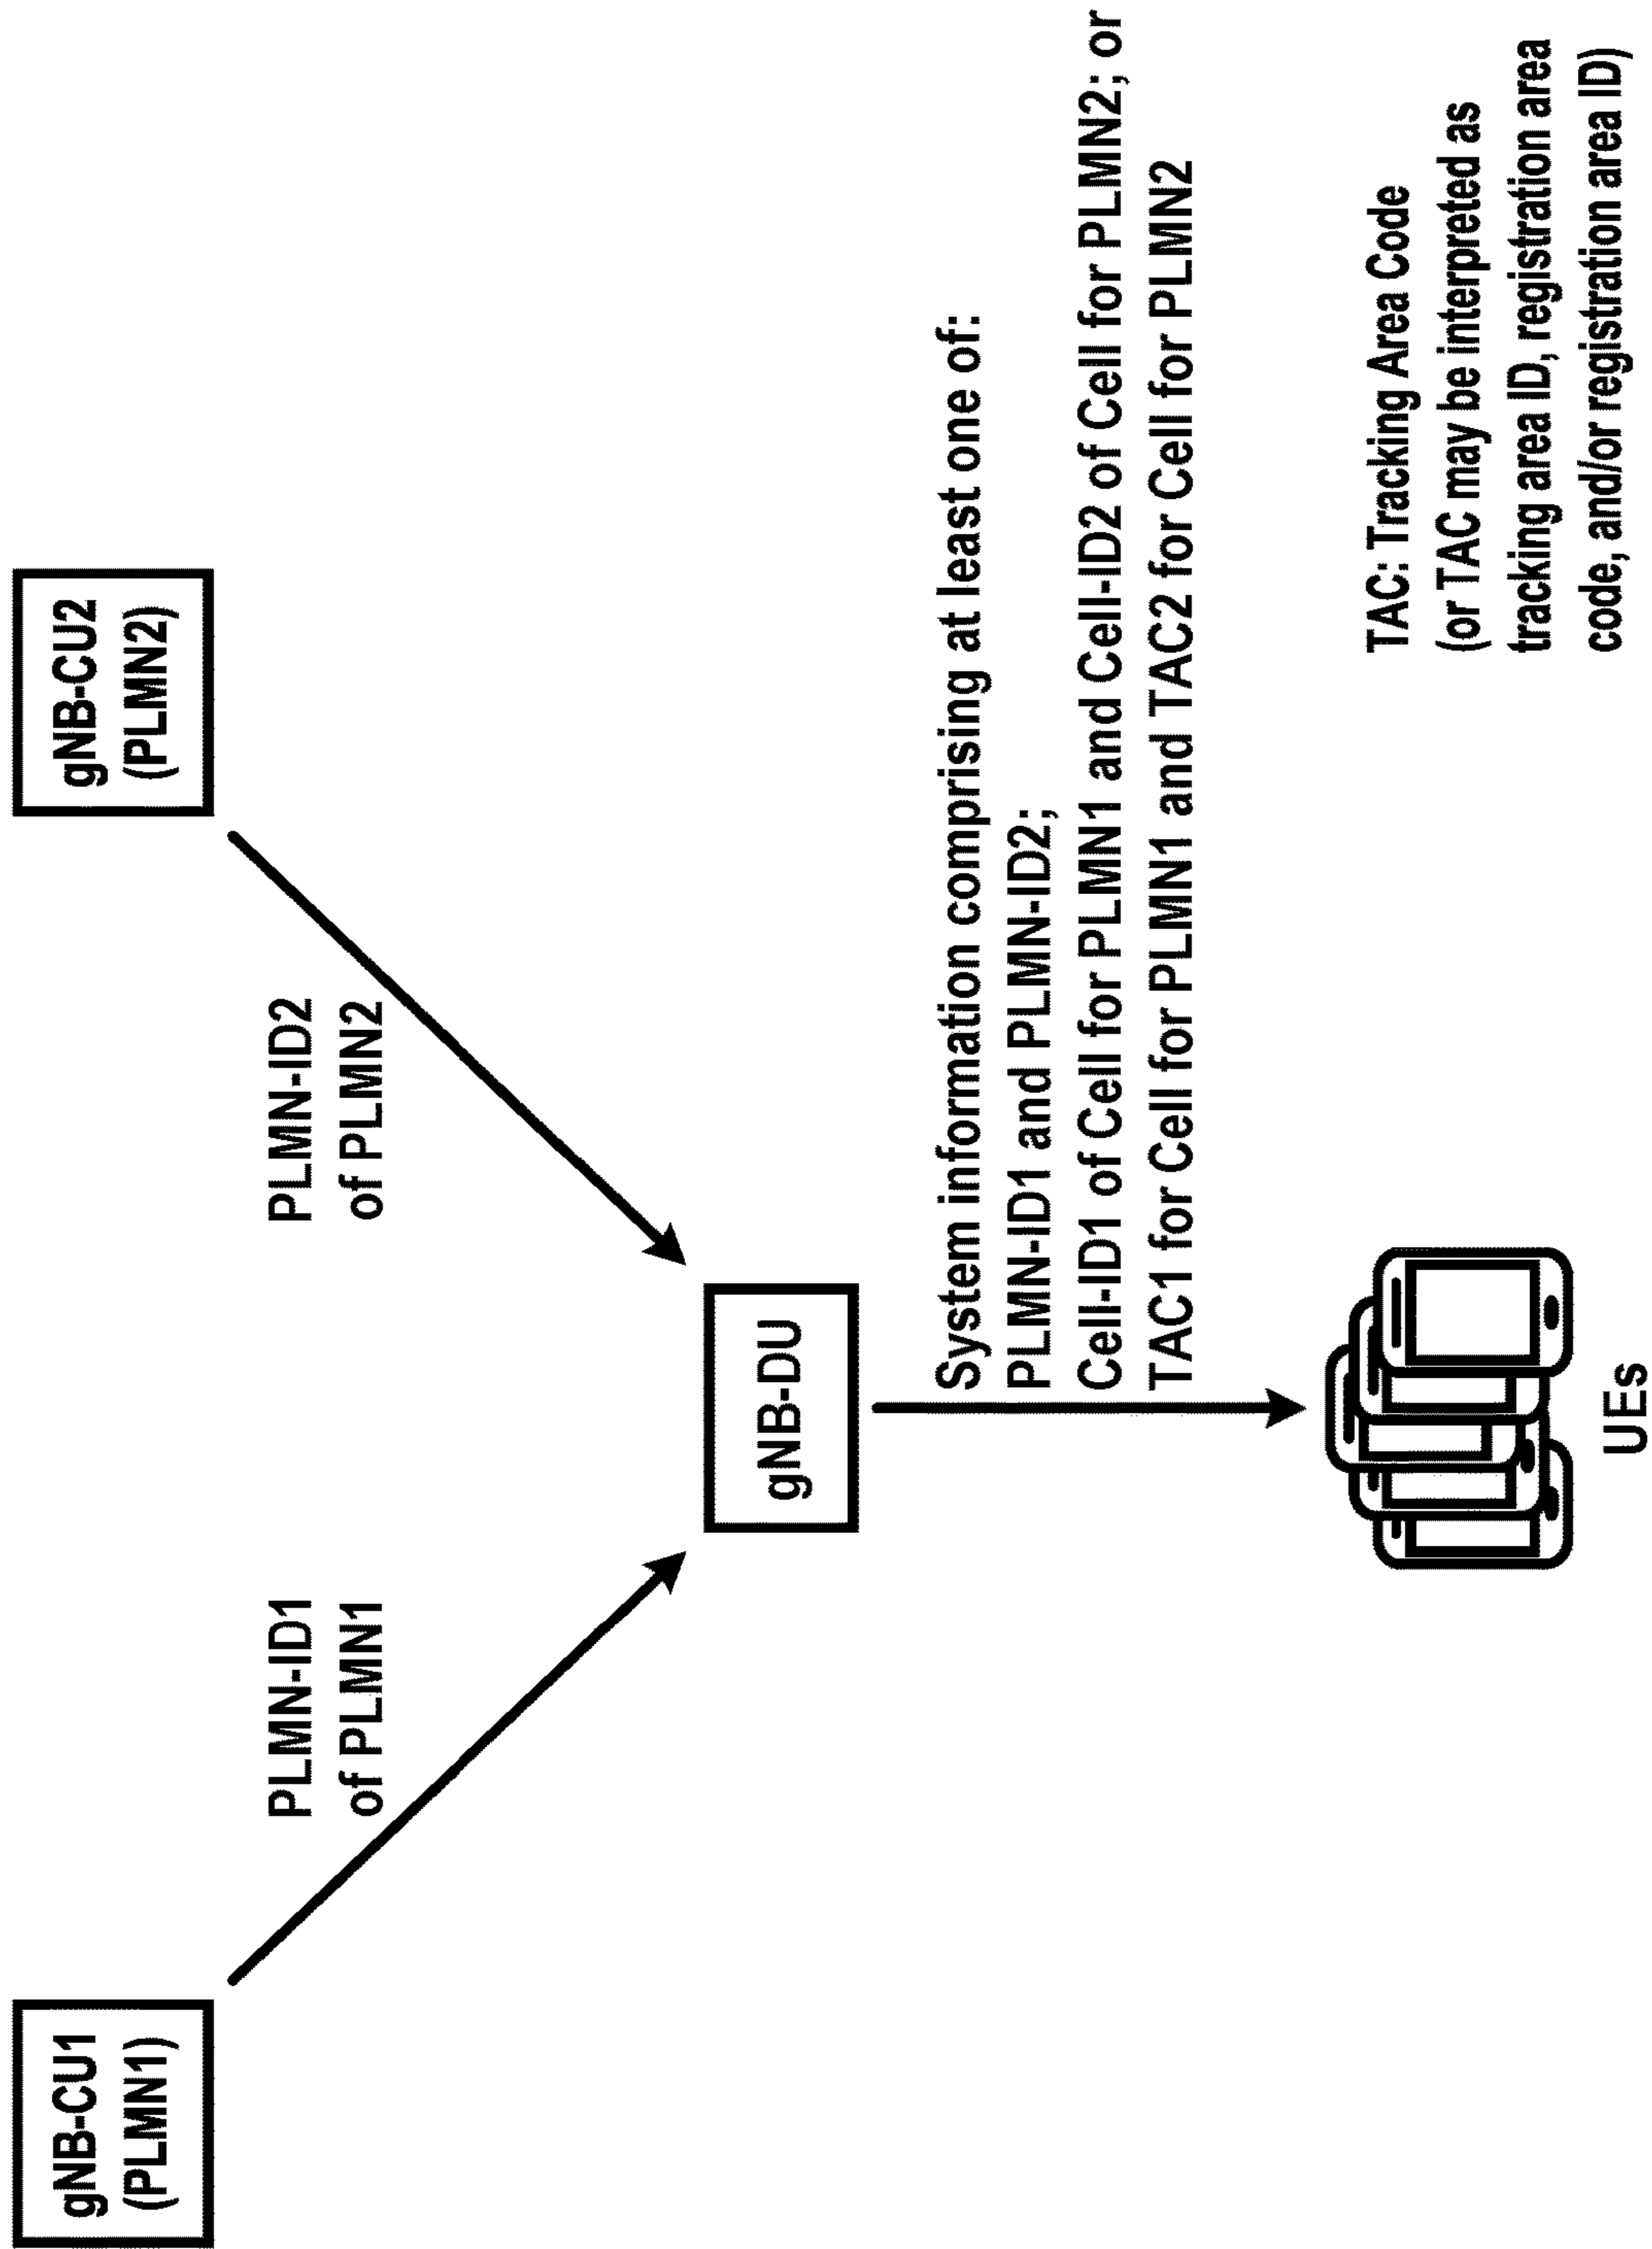 gNB-CU1
(PLMN1)
gNB-CU2
(PLMN2)
PLMN-ID1
of PLMN1
PLMN-ID2
of PLMN2
gNB-DU
System information comprising at least one of:
PLMN-ID1 and PLMN-ID2;
Cell-ID1 of Cell for PLMN1 and Cell-ID2 of Cell for PLMN2; or
TAC1 for Cell for PLMN1 and TAC2 for Cell for PLMN2
UEs
TAC: Tracking Area Code
(or TAC may be interpreted as
tracking area ID, registration area
code, and/or registration area ID)